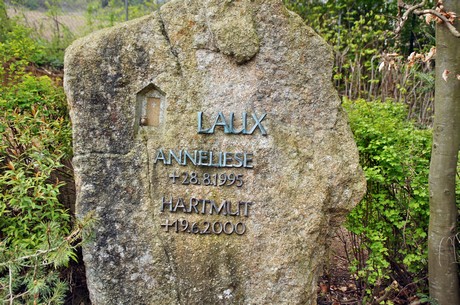 LAUX
ANNELIESE
+28.8.1995
HARTMUT
+19.6.2000